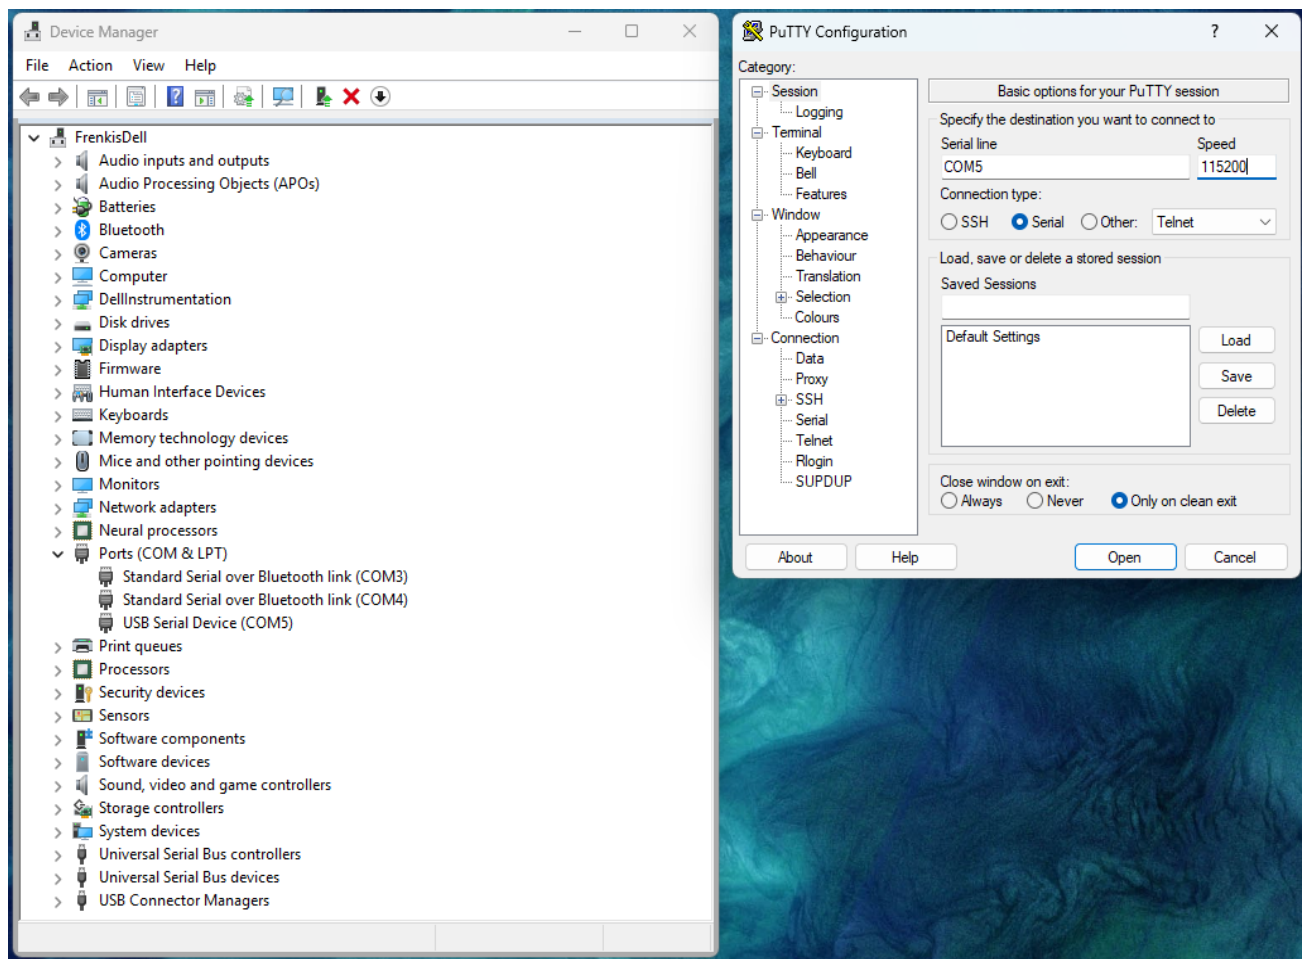 Device Manager
File Action View Help
FrenkisDell
Audio inputs and outputs
Audio Processing Objects (APOs)
Batteries
Bluetooth
Cameras
Computer
DellInstrumentation
Disk drives
Display adapters
Firmware
Human Interface Devices
Keyboards
Memory technology devices
Mice and other pointing devices
Monitors
Network adapters
Neural processors
Ports (COM & LPT)
Standard Serial over Bluetooth link (COM3)
Standard Serial over Bluetooth link (COM4)
USB Serial Device (COM5)
Print queues
Processors
Security devices
Sensors
Software components
Software devices
Sound, video and game controllers
Storage controllers
System devices
Universal Serial Bus controllers
Universal Serial Bus devices
USB Connector Managers
PuTTY Configuration
?
Category:
Session
Logging
Terminal
Keyboard
Bell
Features
Window
Appearance
Behaviour
Translation
Selection
Colours
Connection
Data
Proxy
SSH
Serial
Telnet
Rlogin
SUPDUP
Basic options for your PuTTY session
Specify the destination you want to connect to
Serial line Speed
COM5 115200
Connection type:
SSH Serial Other: Telnet
Load, save or delete a stored session
Saved Sessions
Default Settings
Load
Save
Delete
Close window on exit:
Always Never Only on clean exit
About Help Open Cancel